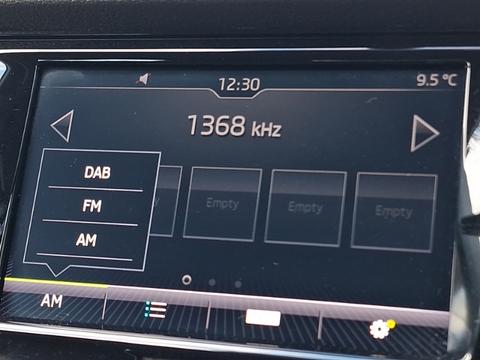 12:30
9.5 °C
1368 kHz
DAB
FM
AM
Empty
Empty
Empty
AM